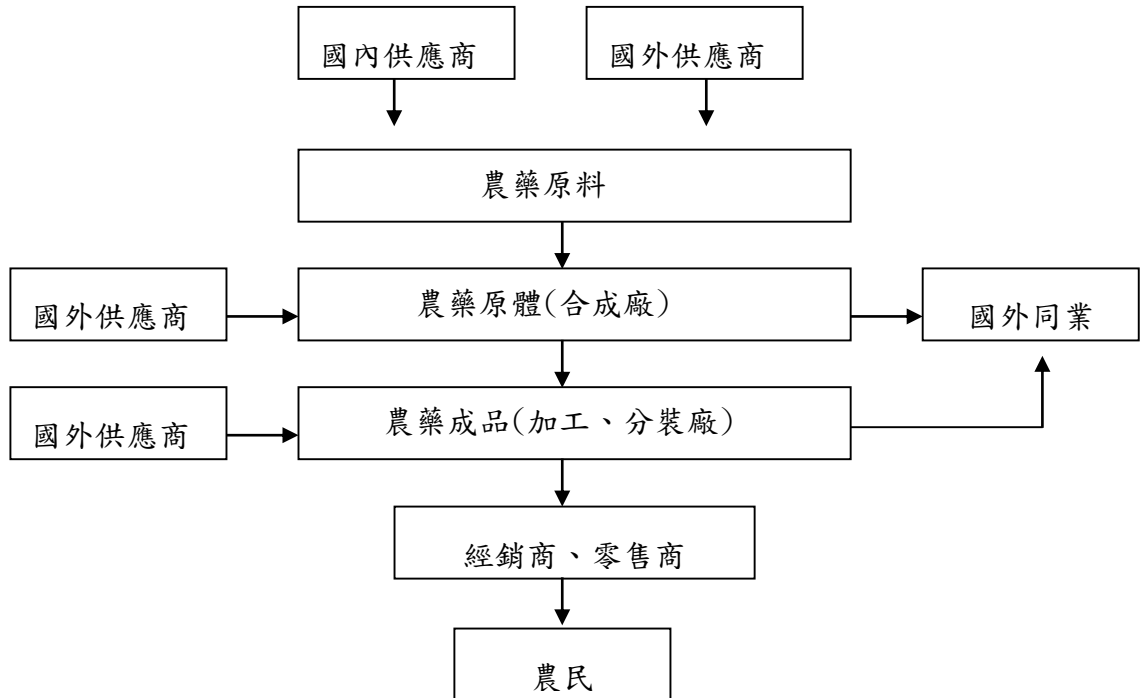 國內供應商
國外供應商
農藥原料
國外供應商
農藥原體(合成廠)
國外同業
國外供應商
農藥成品(加工、分裝廠)
經銷商、零售商
農民